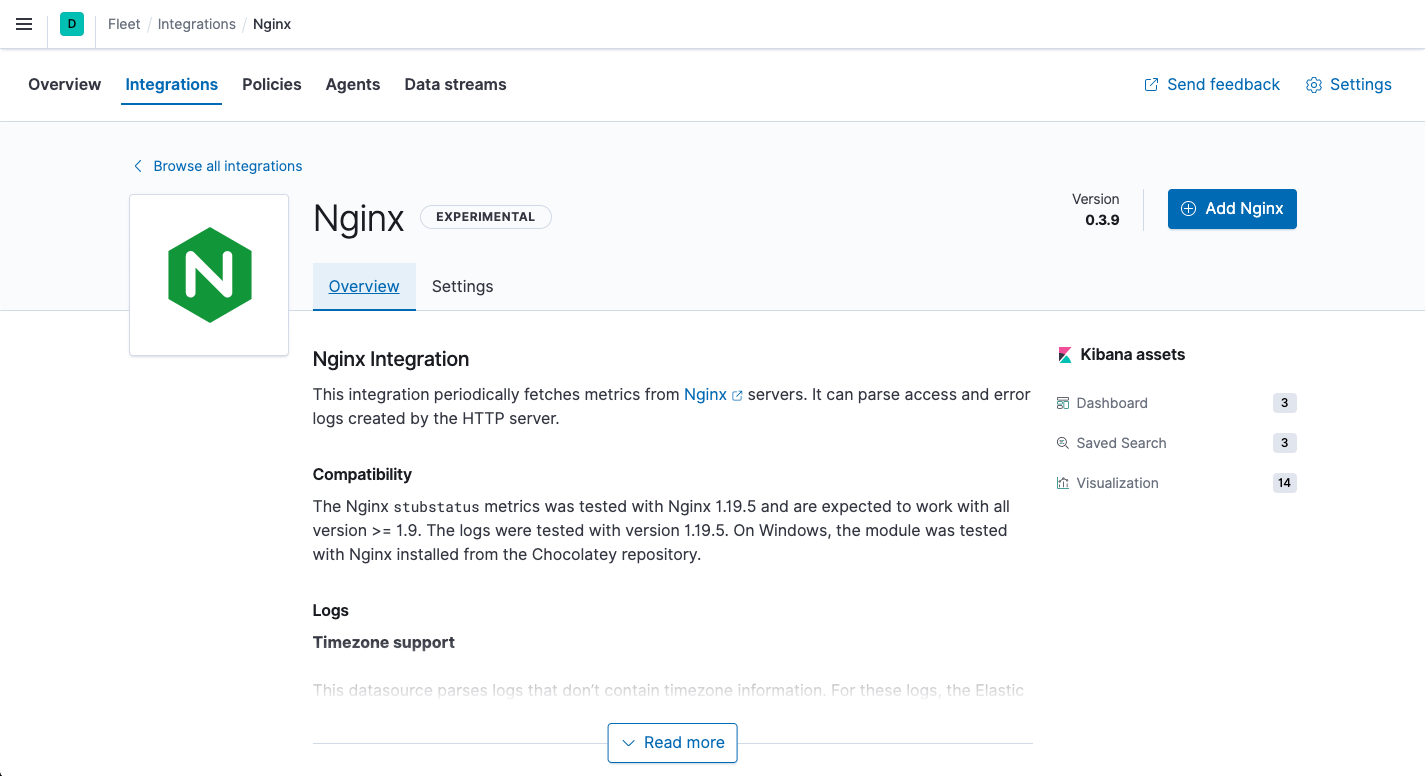 D Fleet / Integrations / Nginx
Overview Integrations Policies Agents Data streams Send feedback Settings
Browse all integrations
N
Nginx EXPERIMENTAL
Version
0.3.9
Add Nginx
Overview Settings
Nginx Integration
This integration periodically fetches metrics from Nginx servers. It can parse access and error
logs created by the HTTP server.
Compatibility
The Nginx stubstatus metrics was tested with Nginx 1.19.5 and are expected to work with all
version >= 1.9. The logs were tested with version 1.19.5. On Windows, the module was tested
with Nginx installed from the Chocolatey repository.
Logs
Timezone support
This datasource parses logs that don’t contain timezone information. For these logs, the Elastic
Read more
Kibana assets
Dashboard 3
Saved Search 3
Visualization 14